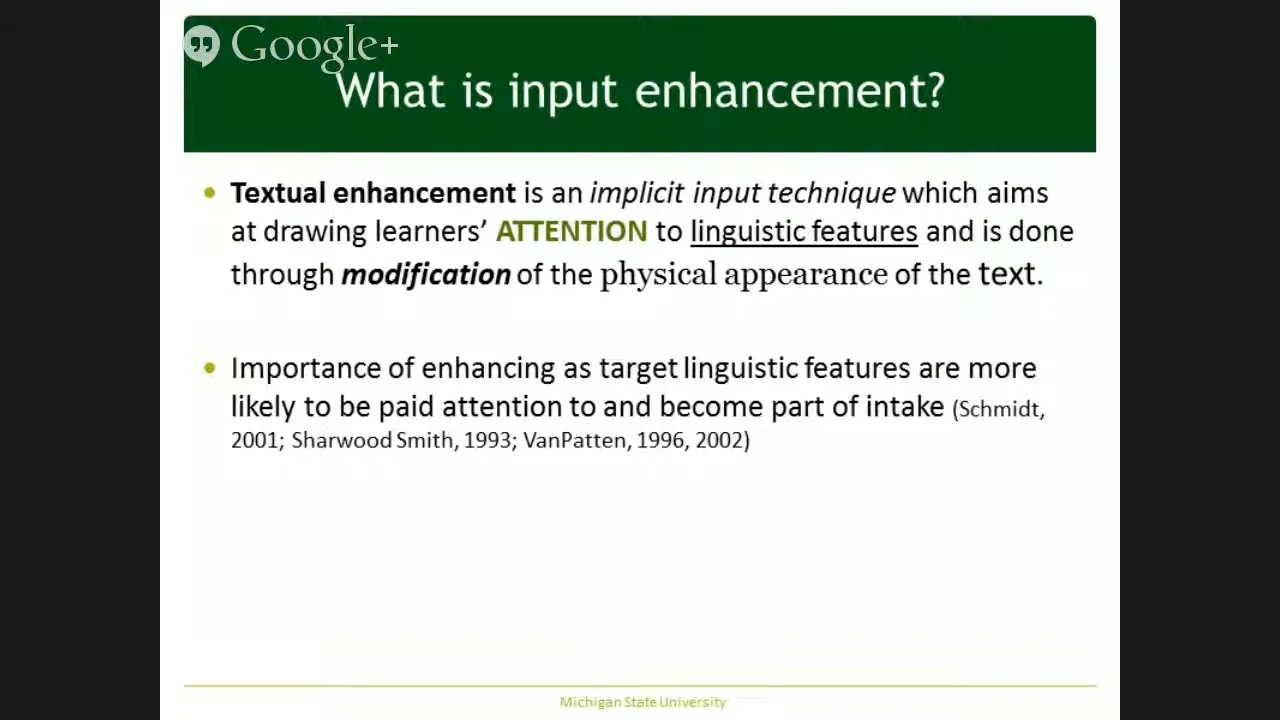 Google+
What is input enhancement?
• Textual enhancement is an implicit input technique which aims
at drawing learners’ ATTENTION to linguistic features and is done
through modification of the physical appearance of the text.
• Importance of enhancing as target linguistic features are more
likely to be paid attention to and become part of intake (Schmidt,
2001; Sharwood Smith, 1993; VanPatten, 1996, 2002)
Michigan State University